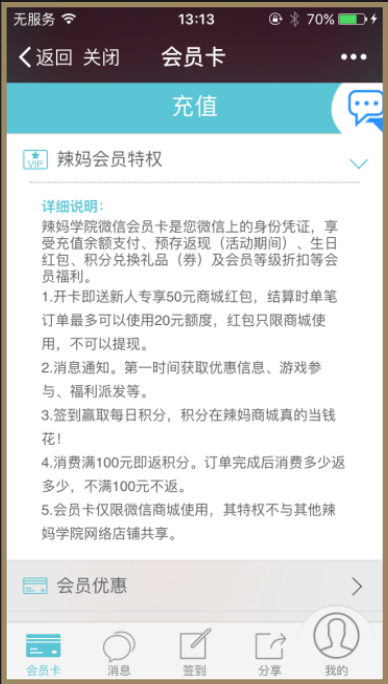 无服务 13:13 70%
返回 关闭 会员卡
充值
VIP 辣妈会员特权
详细说明：
辣妈学院微信会员卡是您微信上的身份凭证，享
受充值余额支付、预存返现（活动期间）、生日
红包、积分兑换礼品（券）及会员等级折扣等会
员福利。
1.开卡即送新人专享50元商城红包，结算时单笔
订单最多可以使用20元额度，红包只限商城使
用，不可以提现。
2.消息通知。第一时间获取优惠信息、游戏参
与、福利派发等。
3.签到赢取每日积分，积分在辣妈商城真的当钱
花！
4.消费满100元即返积分。订单完成后消费多少返
多少，不满100元不返。
5.会员卡仅限微信商城使用，其特权不与其他辣
妈学院网络店铺共享。
会员优惠
会员卡 消息 签到 分享 我的